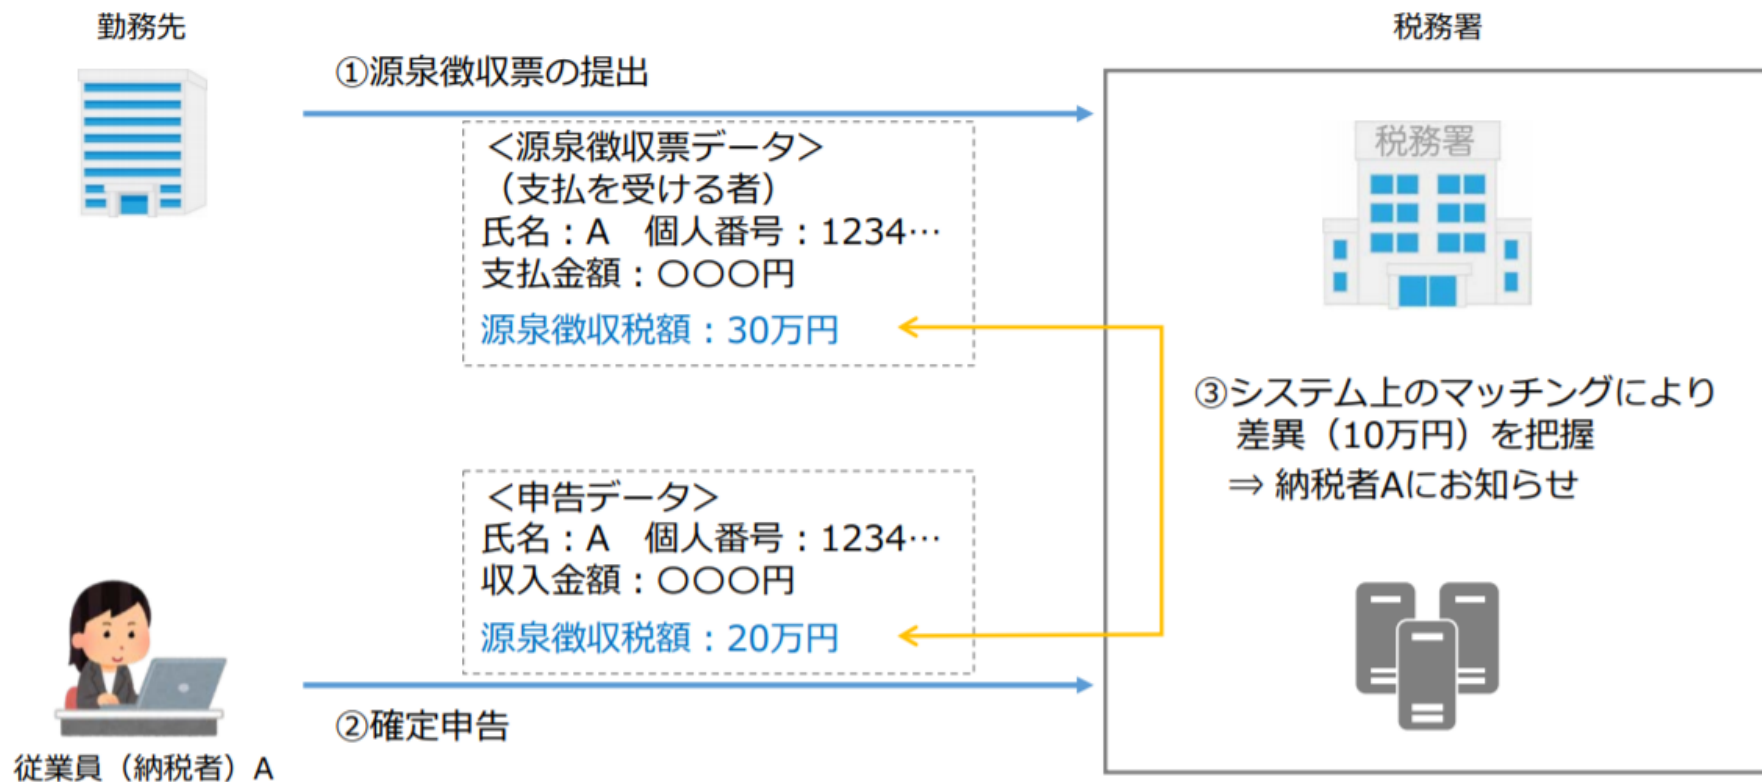 勤務先
税務署
①源泉徴収票の提出
＜源泉徴収票データ＞
（支払を受ける者）
氏名：A　個人番号：1234…
支払金額：〇〇〇円
源泉徴収税額：30万円
税務署
③システム上のマッチングにより
差異（10万円）を把握
⇒ 納税者Aにお知らせ
＜申告データ＞
氏名：A　個人番号：1234…
収入金額：〇〇〇円
源泉徴収税額：20万円
②確定申告
従業員（納税者）A